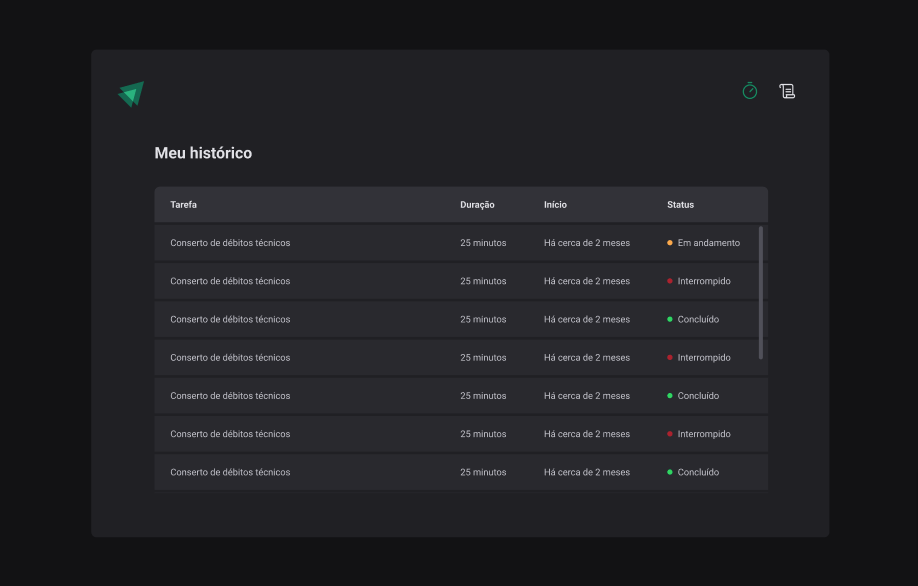 Meu histórico
Tarefa Duração Início Status
Conserto de débitos técnicos 25 minutos Há cerca de 2 meses Em andamento
Conserto de débitos técnicos 25 minutos Há cerca de 2 meses Interrompido
Conserto de débitos técnicos 25 minutos Há cerca de 2 meses Concluído
Conserto de débitos técnicos 25 minutos Há cerca de 2 meses Interrompido
Conserto de débitos técnicos 25 minutos Há cerca de 2 meses Concluído
Conserto de débitos técnicos 25 minutos Há cerca de 2 meses Interrompido
Conserto de débitos técnicos 25 minutos Há cerca de 2 meses Concluído